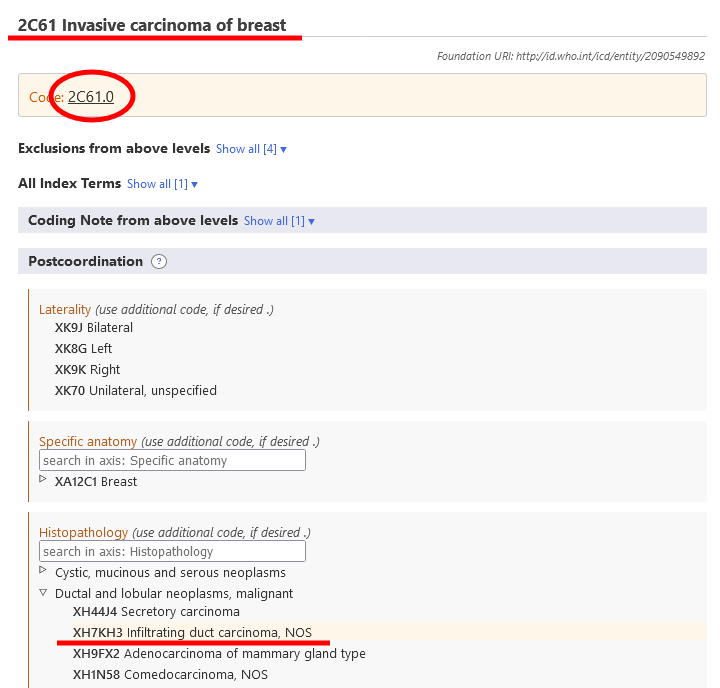 2C61 Invasive carcinoma of breast
Foundation URI: http://id.who.int/icd/entity/2090549892
Code: 2C61.0
Exclusions from above levels Show all [4] ▼
All Index Terms Show all [1] ▼
Coding Note from above levels Show all [1] ▼
Postcoordination ?
Laterality (use additional code, if desired .)
XK9J Bilateral
XK8G Left
XK9K Right
XK70 Unilateral, unspecified
Specific anatomy (use additional code, if desired .)
search in axis: Specific anatomy
XA12C1 Breast
Histopathology (use additional code, if desired .)
search in axis: Histopathology
Cystic, mucinous and serous neoplasms
Ductal and lobular neoplasms, malignant
XH44J4 Secretory carcinoma
XH7KH3 Infiltrating duct carcinoma, NOS
XH9FX2 Adenocarcinoma of mammary gland type
XH1N58 Comedocarcinoma, NOS